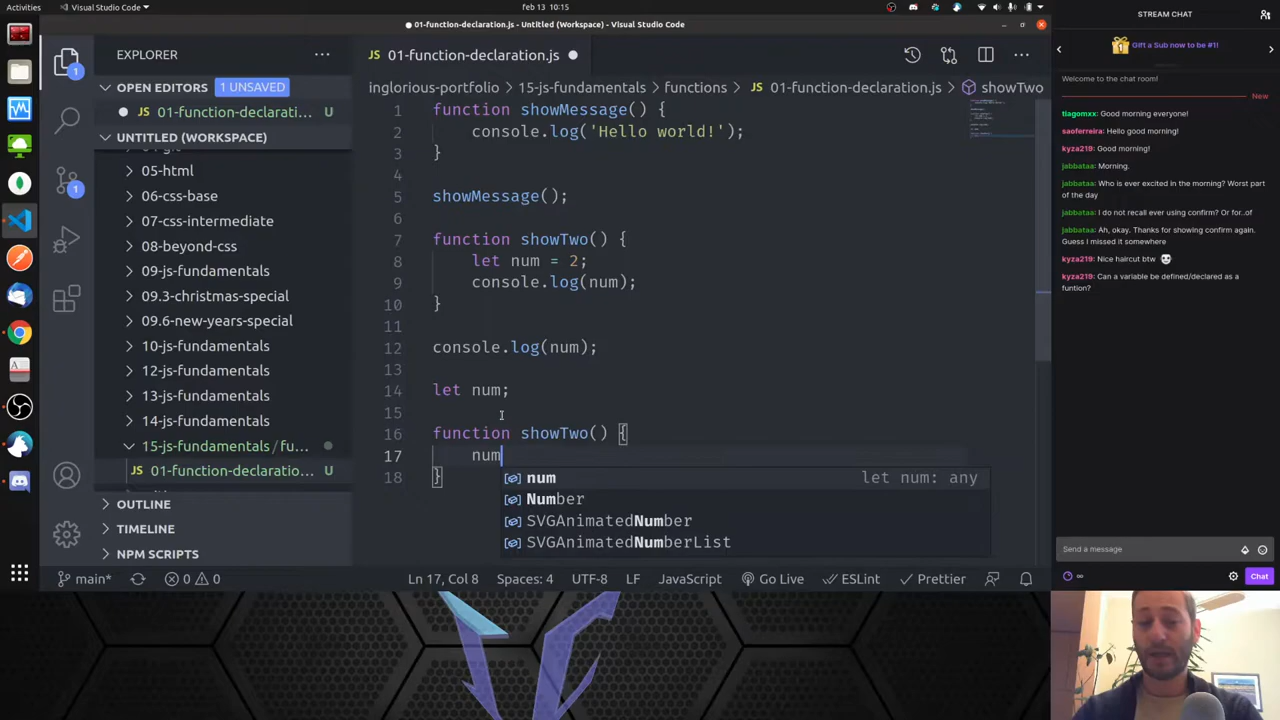 Activities
Visual Studio Code
feb 13 10:15
01-function-declaration.js - Untitled (Workspace) - Visual Studio Code
EXPLORER
OPEN EDITORS
1 UNSAVED
JS 01-function-declarati... U
UNTITLED (WORKSPACE)
05-html
06-css-base
07-css-intermediate
08-beyond-css
09-js-fundamentals
09.3-christmas-special
09.6-new-years-special
10-js-fundamentals
12-js-fundamentals
13-js-fundamentals
14-js-fundamentals
15-js-fundamentals / fu...
JS 01-function-declaratio... U
OUTLINE
TIMELINE
NPM SCRIPTS
1
1
JS 01-function-declaration.js
inglorious-portfolio > 15-js-fundamentals > functions > JS 01-function-declaration.js > showTwo
1 function showMessage() {
2 console.log('Hello world!');
3 }
4
5 showMessage();
6
7 function showTwo() {
8 let num = 2;
9 console.log(num);
10 }
11
12 console.log(num);
13
14 let num;
15
16 function showTwo() {
17 num
18 }
num let num: any
Number
SVGAnimatedNumber
SVGAnimatedNumberList
main*
0 0
Ln 17, Col 8
Spaces: 4
UTF-8
LF
JavaScript
Go Live
ESLint
Prettier
STREAM CHAT
1 Gift a Sub now to be #1!
Welcome to the chat room!
New
tiagomxx: Good morning everyone!
saoferreira: Hello good morning!
kyza219: Good morning!
jabbataa: Morning.
jabbataa: Who is ever excited in the morning? Worst part
of the day
jabbataa: I do not recall ever using confirm? Or for..of
jabbataa: Ah, okay. Thanks for showing confirm again.
Guess I missed it somewhere
kyza219: Nice haircut btw
kyza219: Can a variable be defined/declared as a
funtion?
Send a message
∞
Chat